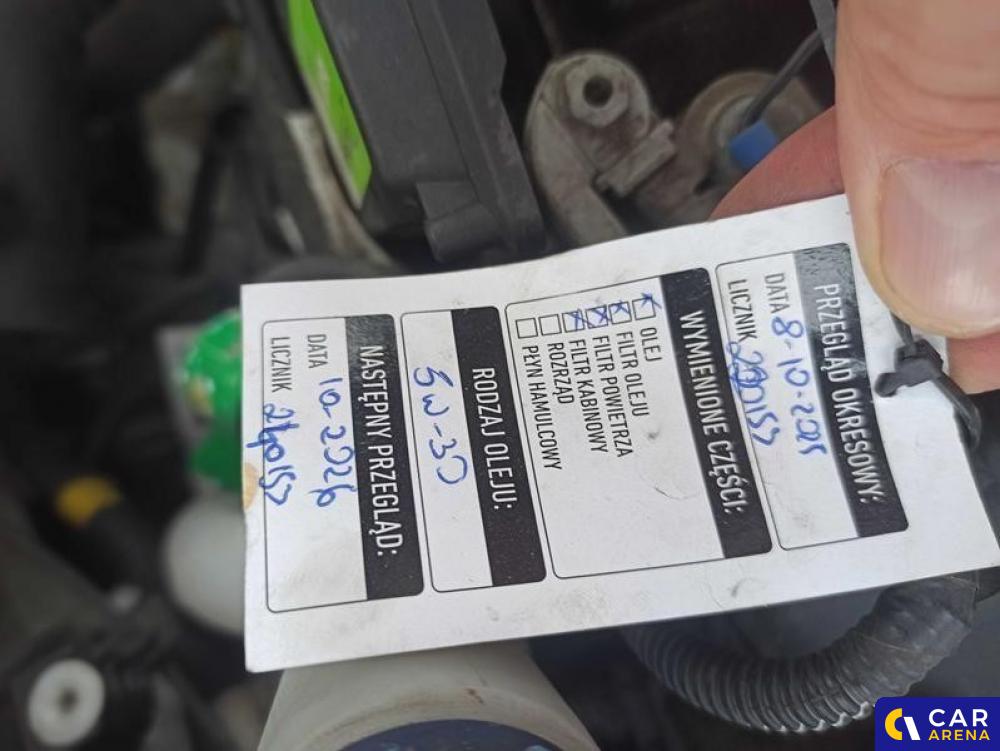 PRZEGLĄD OKRESOWY:
DATA 8-10-2025
LICZNIK
WYMIENIONE CZĘŚCI:
OLEJ
FILTR OLEJU
FILTR POWIETRZA
FILTR KABINOWY
ROZRZĄD
PŁYN HAMULCOWY
RODZAJ OLEJU:
5W-30
NASTĘPNY PRZEGLĄD:
DATA 10-2026
LICZNIK
CAR
ARENA